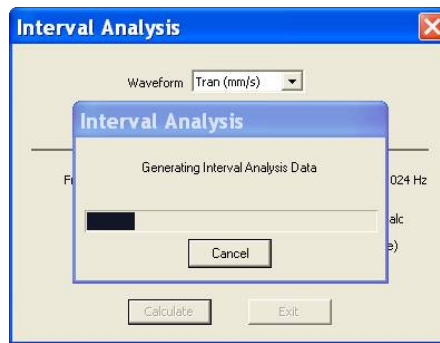 Interval Analysis
Waveform Tran (mm/s)
Interval Analysis
Generating Interval Analysis Data
024 Hz
alc
e)
Cancel
Calculate Exit